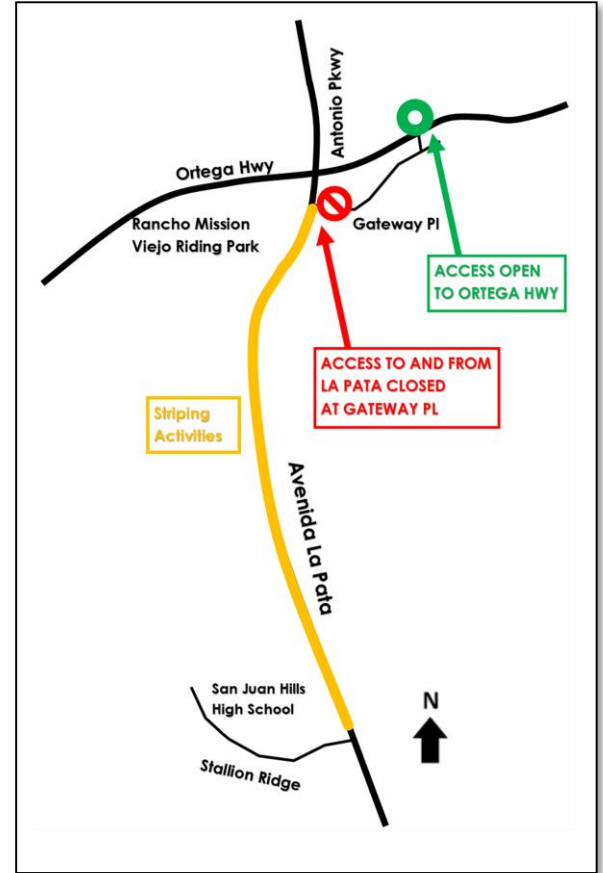 Antonio Pkwy
Ortega Hwy
Rancho Mission
Viejo Riding Park
Gateway Pl
ACCESS OPEN
TO ORTEGA HWY
ACCESS TO AND FROM
LA PATA CLOSED
AT GATEWAY PL
Striping
Activities
Avenida La Pata
San Juan Hills
High School
Stallion Ridge
N